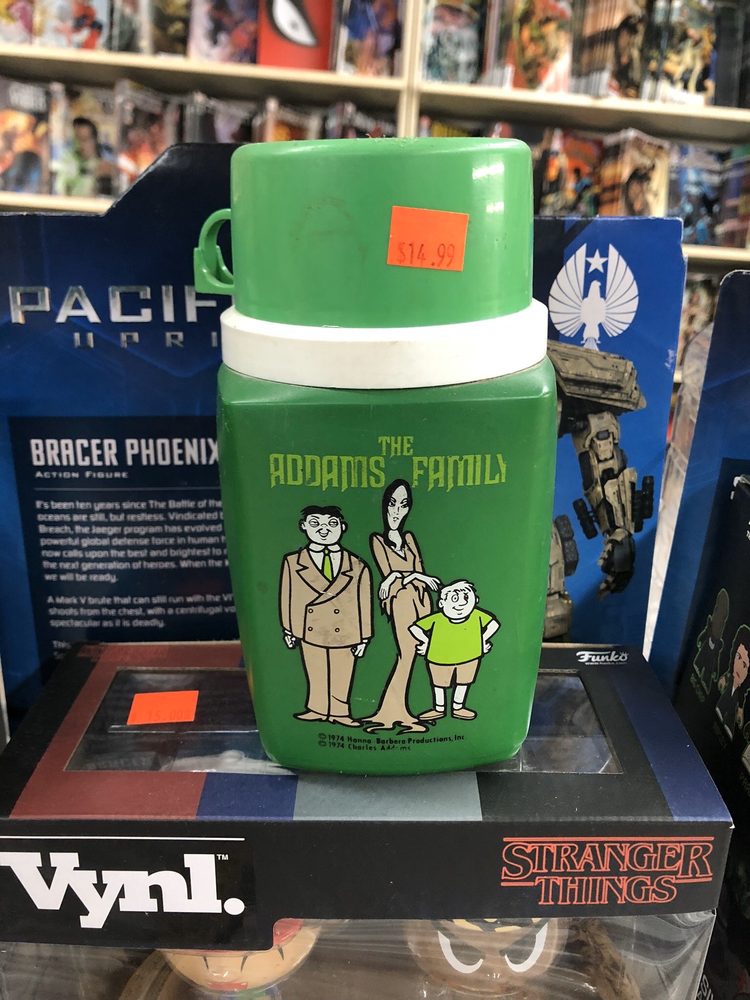 $14.99
PACIF
UPRI
BRACER PHOENIX
ACTION FIGURE
It's been ten years since The Battle of the
oceans are still, but restless. Vindicated
Breach, the Jaeger program has evolved
powerful global defense force in human
now calls upon the best and brightest to
the next generation of heroes. When the
we will be ready.
A Mark V brute that can still run with the
shoots from the chest, with a centrifugal
spectacular as it is deadly.
THE
ADDAMS FAMILY
© 1974 Hanna Barbera Productions, Inc.
© 1974 Charles Addams
Funko
Vynl.™
STRANGER
THINGS